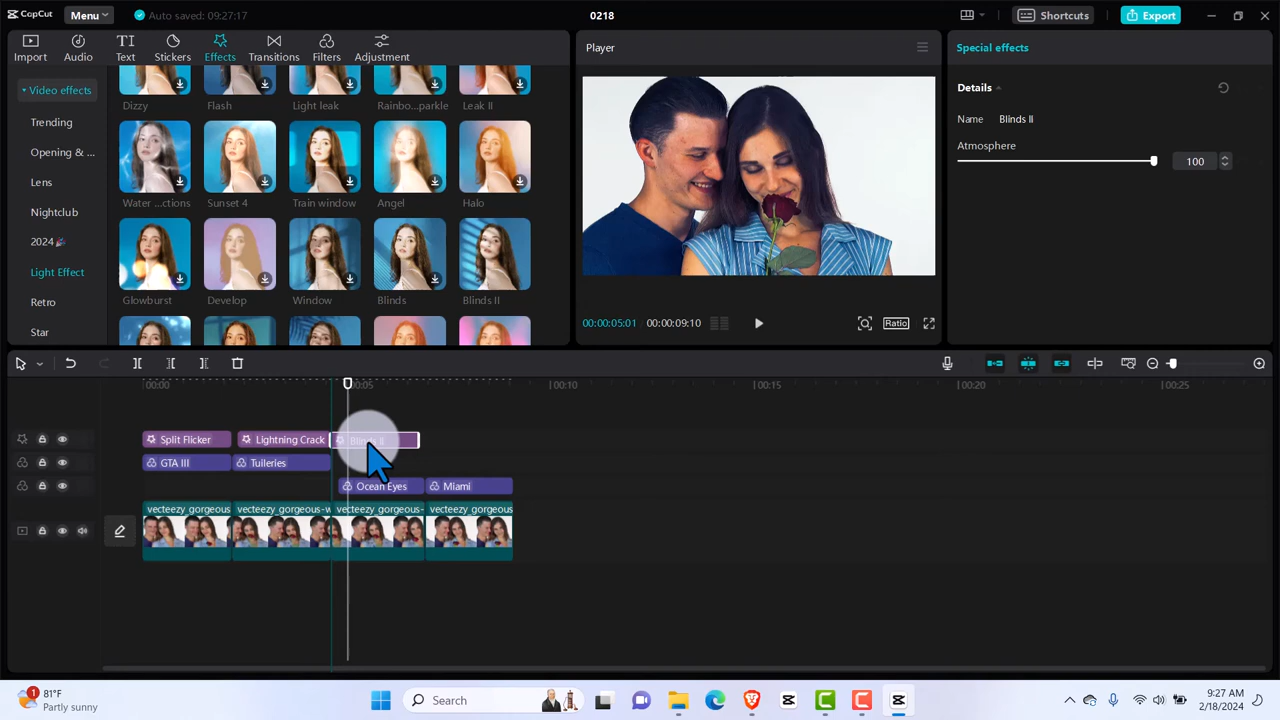 CapCut
Menu
Auto saved: 09:27:17
0218
Shortcuts
Export
Import
Audio
Text
Stickers
Effects
Transitions
Filters
Adjustment
Video effects
Trending
Opening & ...
Lens
Nightclub
2024🎉
Light Effect
Retro
Star
Dizzy
Flash
Light leak
Rainbo...parkle
Leak II
Water ...ctions
Sunset 4
Train window
Angel
Halo
Glowburst
Develop
Window
Blinds
Blinds II
Player
00:00:05:01
00:00:09:10
Ratio
Special effects
Details
Name
Blinds II
Atmosphere
100
00:00
00:05
00:10
00:15
00:20
00:25
Split Flicker
Lightning Crack
Blinds II
GTA III
Tuileries
Ocean Eyes
Miami
vecteezy_gorgeous
vecteezy_gorgeous-w
vecteezy_gorgeous-
vecteezy_gorgeous
1
81°F
Partly sunny
Search
9:27 AM
2/18/2024